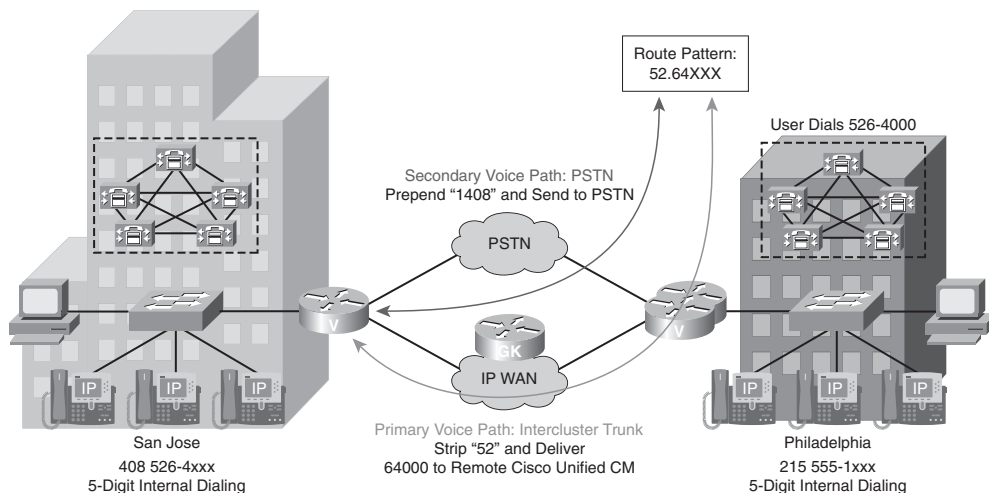 Route Pattern:
52.64XXX
User Dials 526-4000
Secondary Voice Path: PSTN
Prepend “1408” and Send to PSTN
PSTN
V
V
GK
IP WAN
IP
IP
IP
IP
IP
IP
Primary Voice Path: Intercluster Trunk
Strip “52” and Deliver
64000 to Remote Cisco Unified CM
San Jose
408 526-4xxx
5-Digit Internal Dialing
Philadelphia
215 555-1xxx
5-Digit Internal Dialing